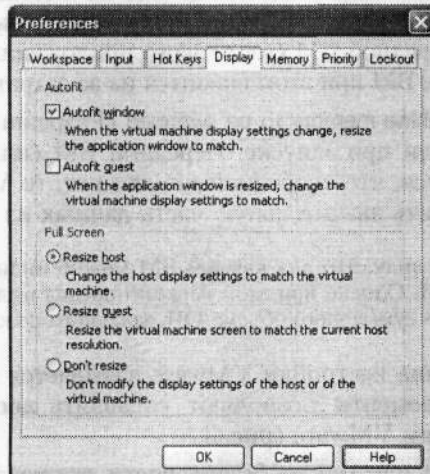 Preferences
Workspace Input Hot Keys Display Memory Priority Lockout
Autofit
Autofit window
When the virtual machine display settings change, resize
the application window to match.
Autofit guest
When the application window is resized, change the
virtual machine display settings to match.
Full Screen
Resize host
Change the host display settings to match the virtual
machine.
Resize guest
Resize the virtual machine screen to match the current host
resolution.
Don't resize
Don't modify the display settings of the host or of the
virtual machine.
OK Cancel Help